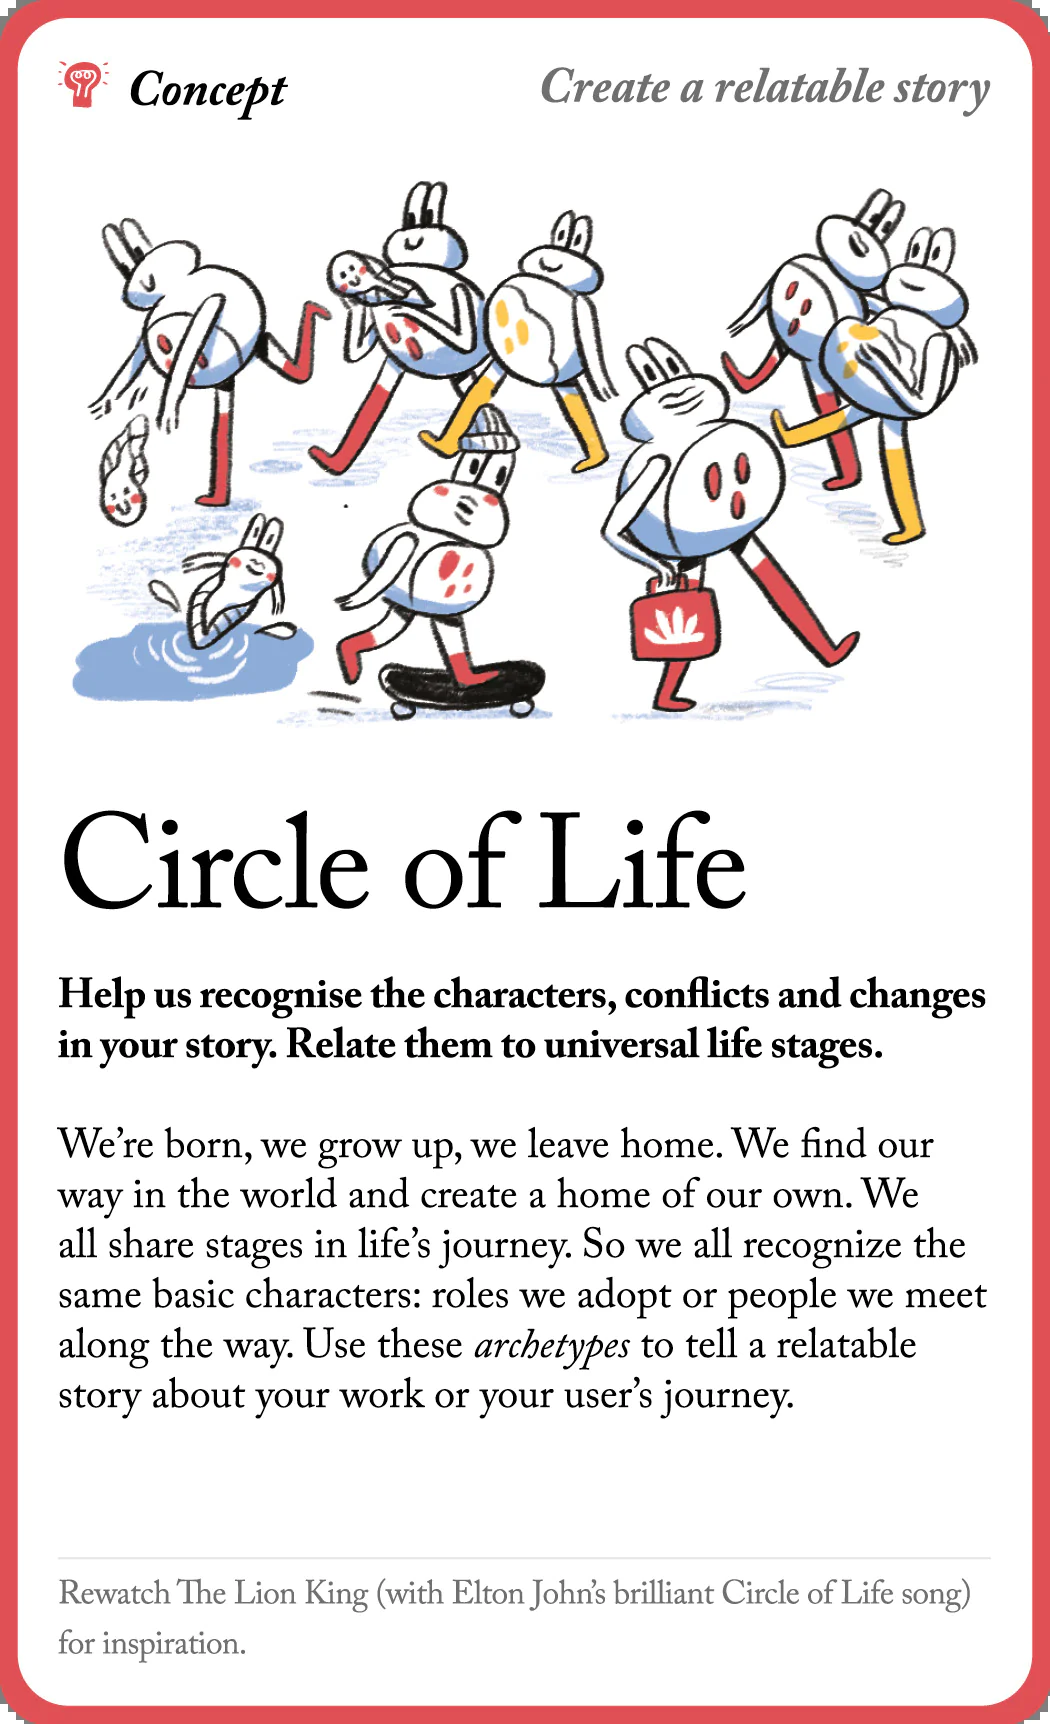 Concept
Create a relatable story
Circle of Life
Help us recognise the characters, conflicts and changes
in your story. Relate them to universal life stages.
We’re born, we grow up, we leave home. We find our
way in the world and create a home of our own. We
all share stages in life’s journey. So we all recognize the
same basic characters: roles we adopt or people we meet
along the way. Use these archetypes to tell a relatable
story about your work or your user’s journey.
Rewatch The Lion King (with Elton John’s brilliant Circle of Life song)
for inspiration.